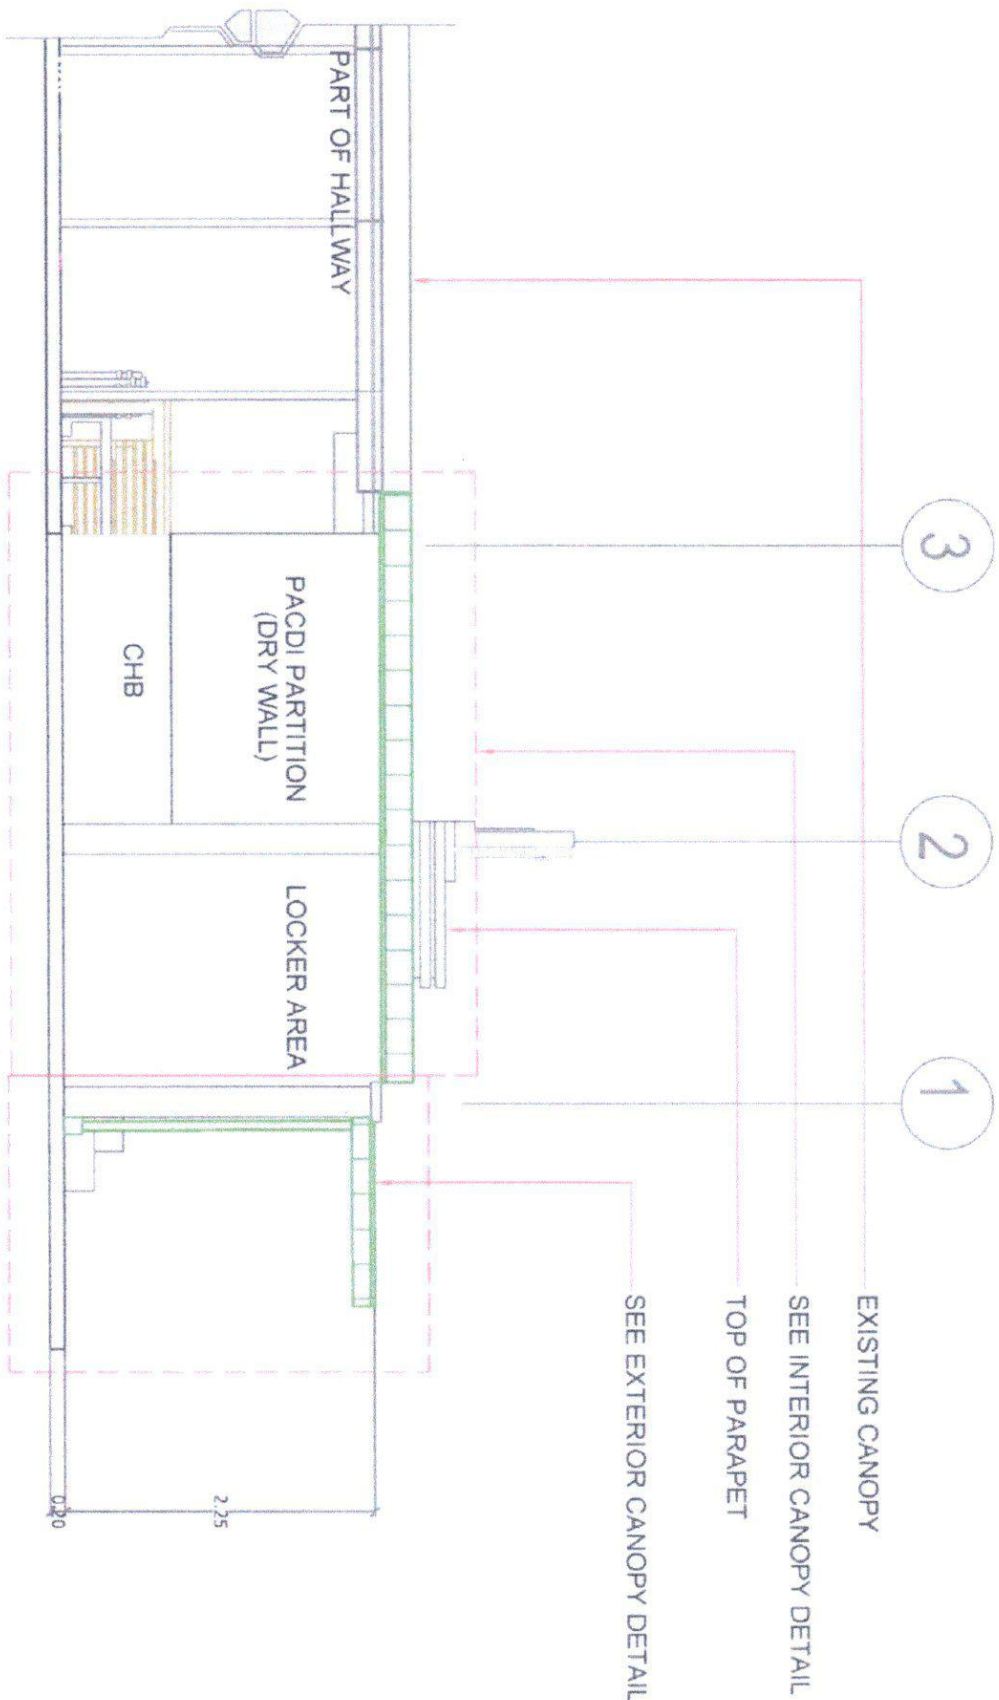 3
2
1
EXISTING CANOPY
SEE INTERIOR CANOPY DETAIL
TOP OF PARAPET
SEE EXTERIOR CANOPY DETAIL
PART OF HALLWAY
PACDI PARTITION
(DRY WALL)
LOCKER AREA
CHB
2.25
0.20